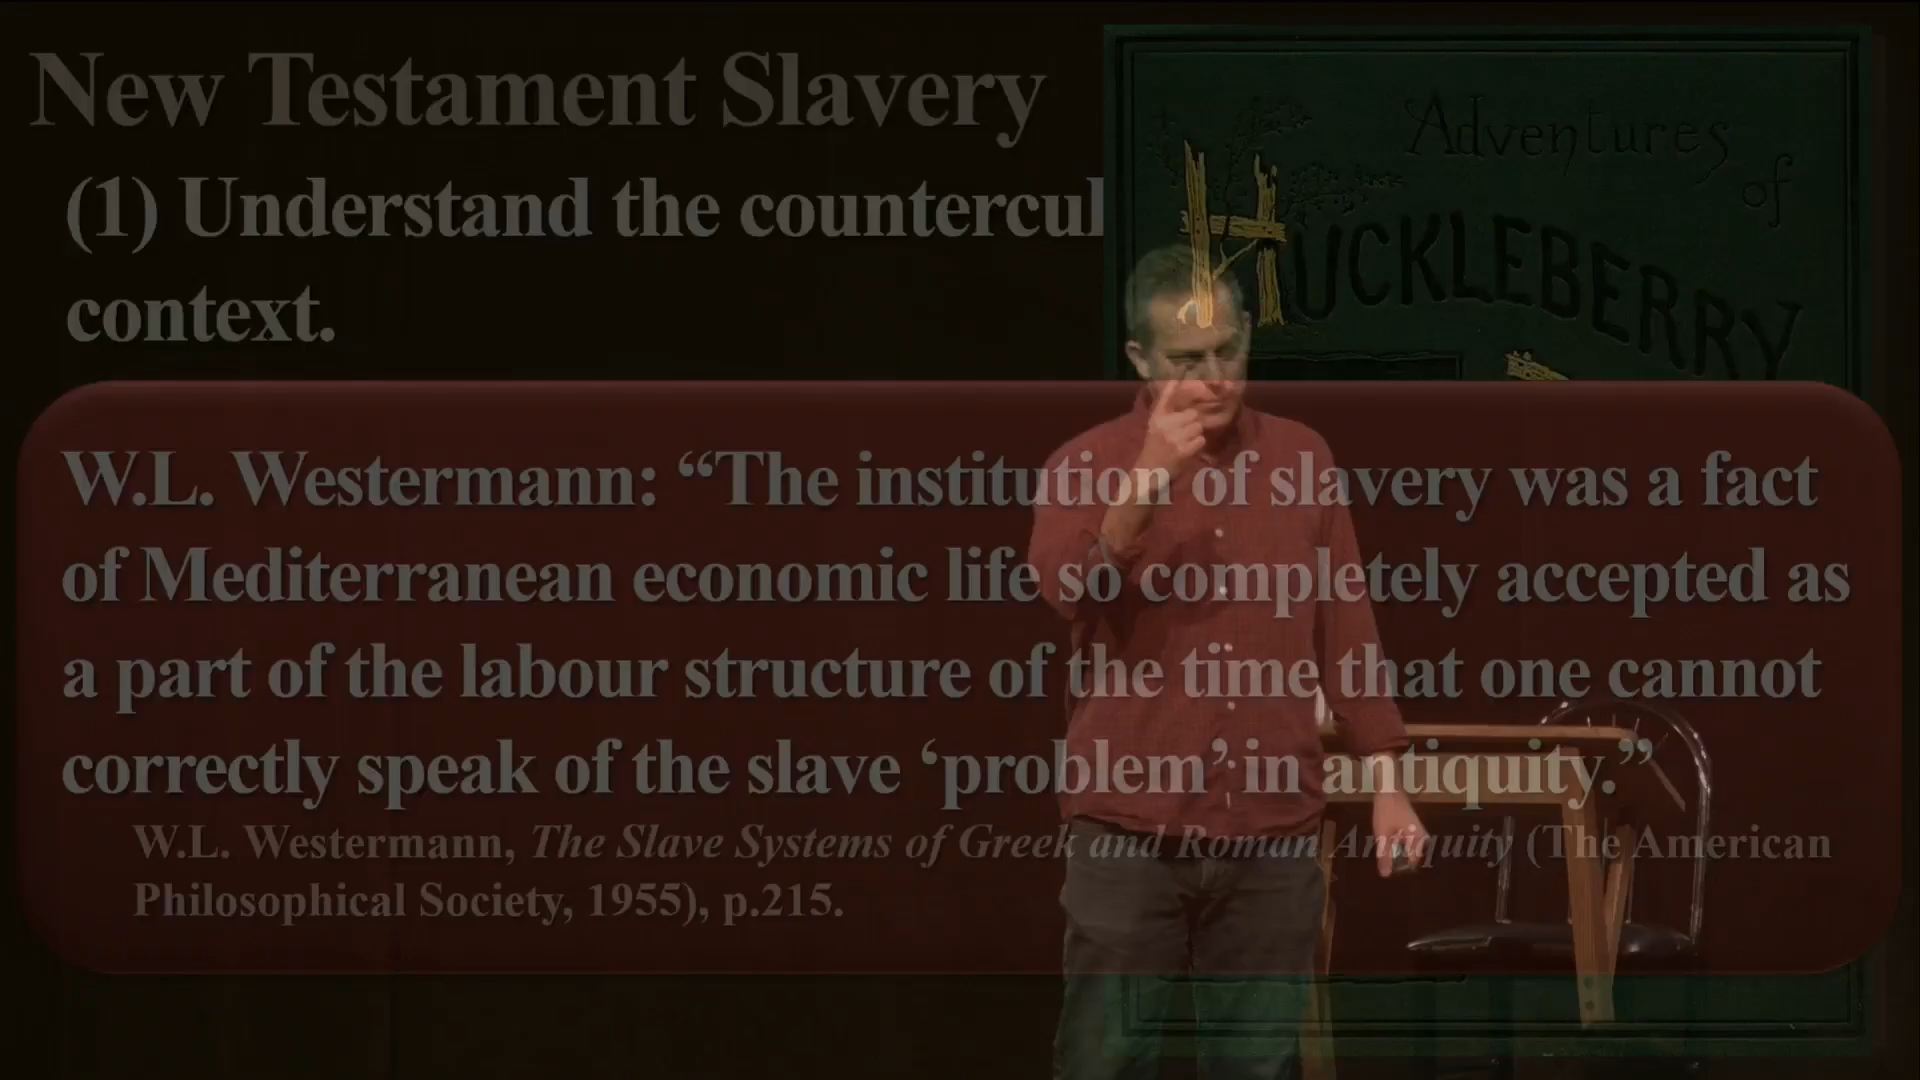 New Testament Slavery
(1) Understand the countercul
context.
Adventures
of
HUCKLEBERRY
W.L. Westermann: “The institution of slavery was a fact
of Mediterranean economic life so completely accepted as
a part of the labour structure of the time that one cannot
correctly speak of the slave ‘problem’ in antiquity.”
W.L. Westermann, The Slave Systems of Greek and Roman Antiquity (The American
Philosophical Society, 1955), p.215.